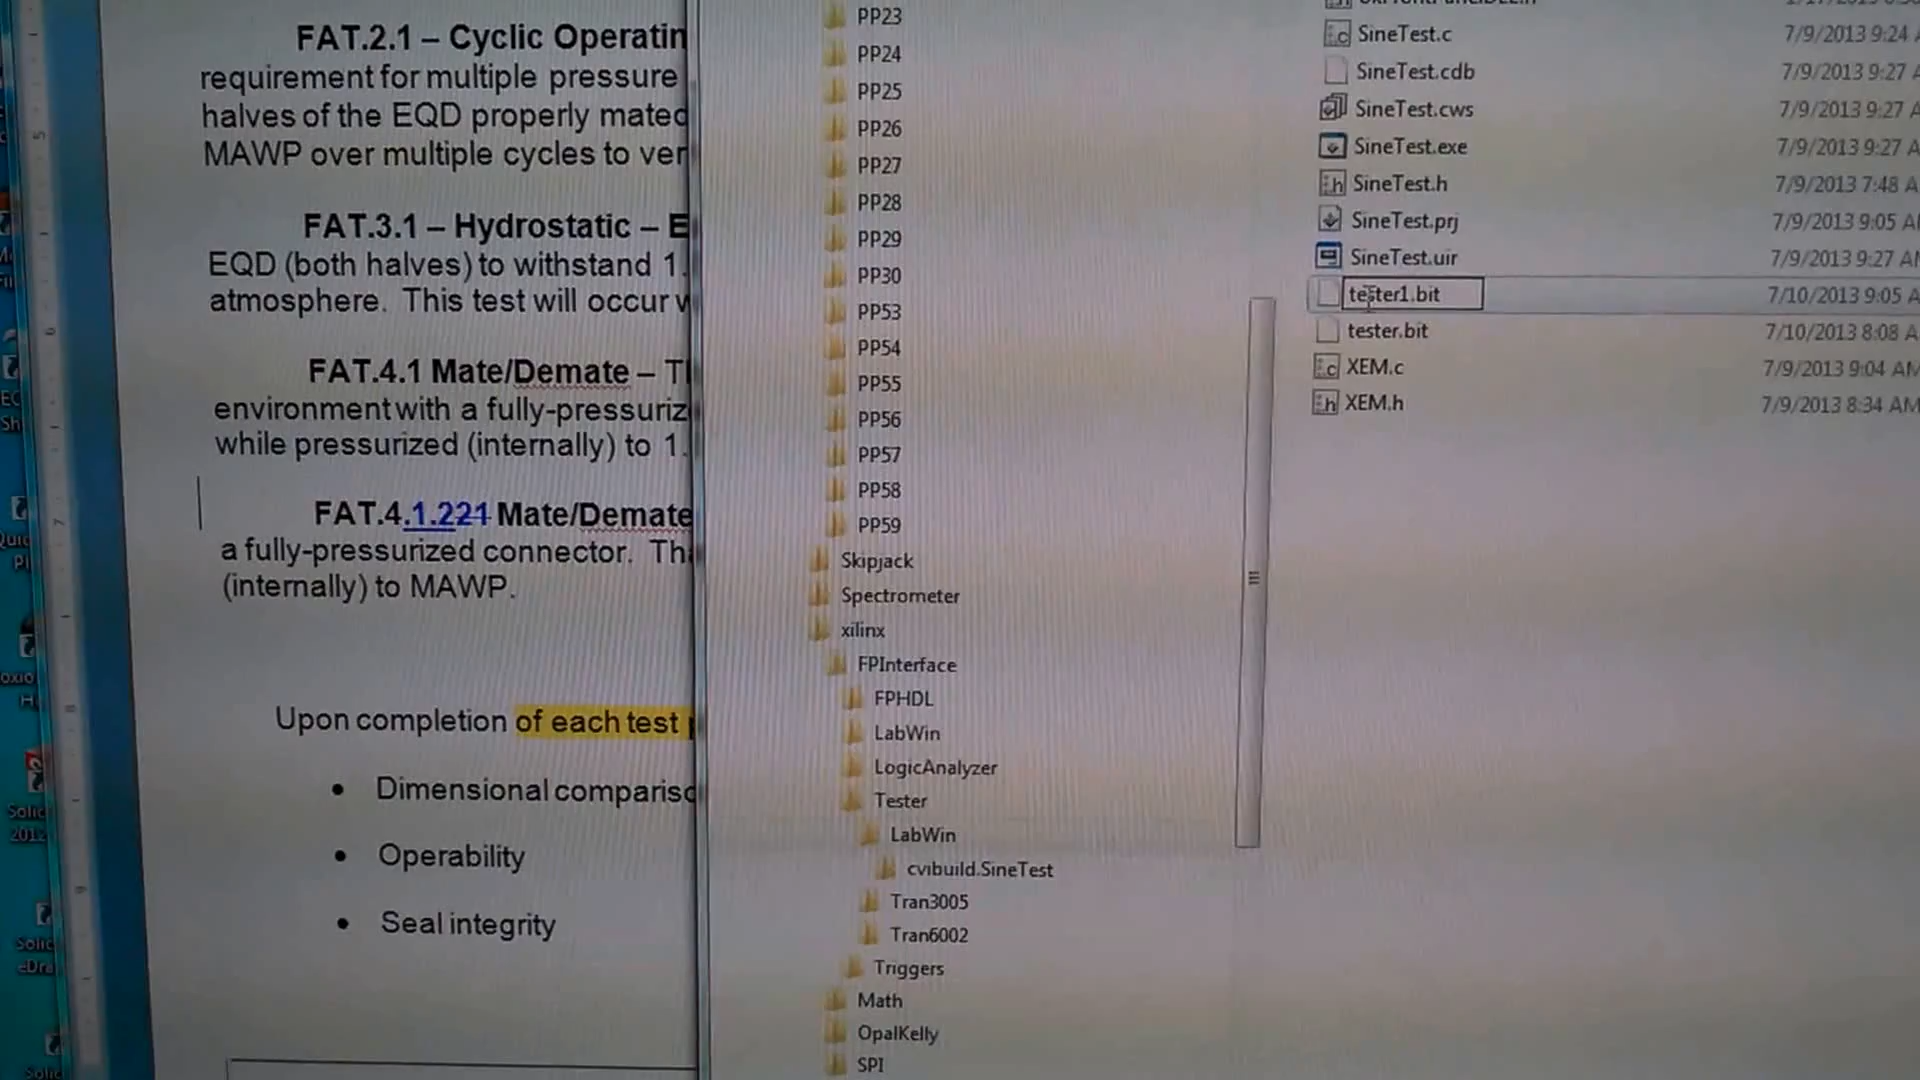 FAT.2.1 – Cyclic Operatin
requirement for multiple pressure
halves of the EQD properly mated
MAWP over multiple cycles to ver
FAT.3.1 – Hydrostatic – E
EQD (both halves) to withstand 1.
atmosphere. This test will occur w
FAT.4.1 Mate/Demate – Th
environment with a fully-pressuriz
while pressurized (internally) to 1.
FAT.4.1.221 Mate/Demate
a fully-pressurized connector. Tha
(internally) to MAWP.
Upon completion of each test p
• Dimensional compariso
• Operability
• Seal integrity
PP23
PP24
PP25
PP26
PP27
PP28
PP29
PP30
PP53
PP54
PP55
PP56
PP57
PP58
PP59
Skipjack
Spectrometer
xilinx
FPInterface
FPHDL
LabWin
LogicAnalyzer
Tester
LabWin
cvibuild.SineTest
Tran3005
Tran6002
Triggers
Math
OpalKelly
SPI
SineTest.c 7/9/2013 9:24 A
SineTest.cdb 7/9/2013 9:27 A
SineTest.cws 7/9/2013 9:27 A
SineTest.exe 7/9/2013 9:27 A
SineTest.h 7/9/2013 7:48 A
SineTest.prj 7/9/2013 9:05 AM
SineTest.uir 7/9/2013 9:27 AM
tester1.bit 7/10/2013 9:05 A
tester.bit 7/10/2013 8:08 A
XEM.c 7/9/2013 9:04 AM
XEM.h 7/9/2013 8:34 AM